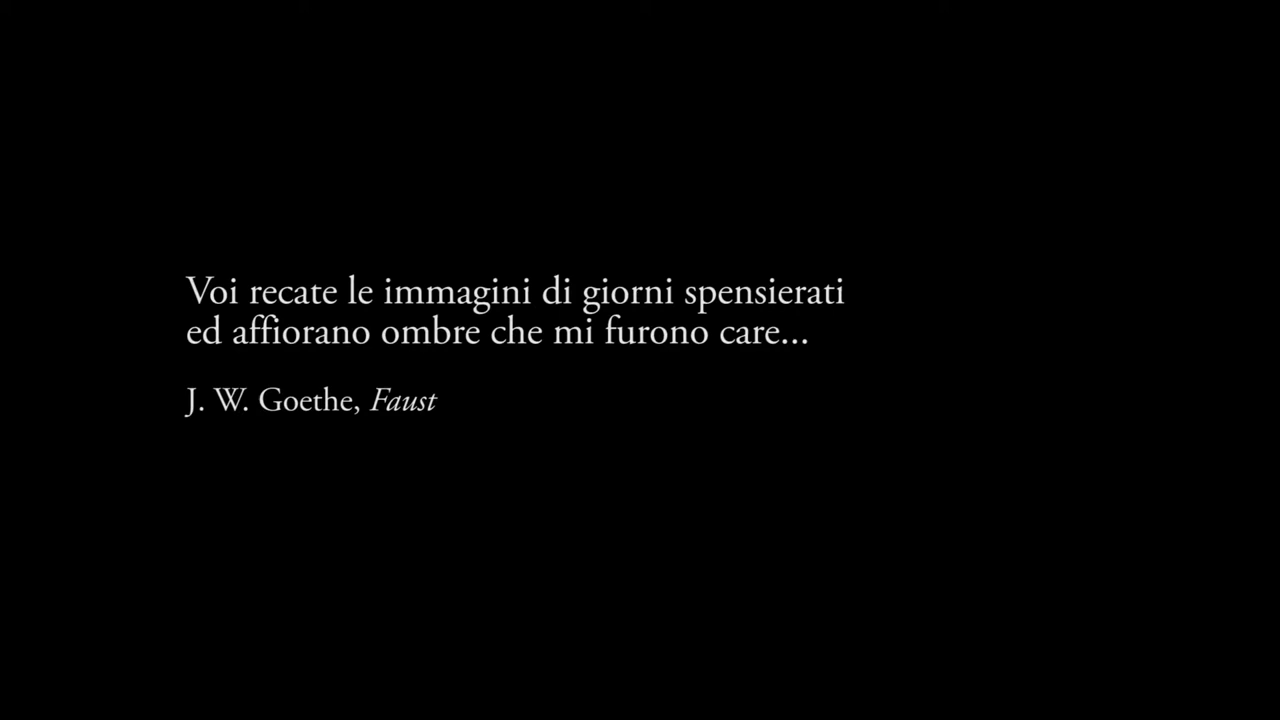 Voi recate le immagini di giorni spensierati
ed affiorano ombre che mi furono care...
J. W. Goethe, Faust